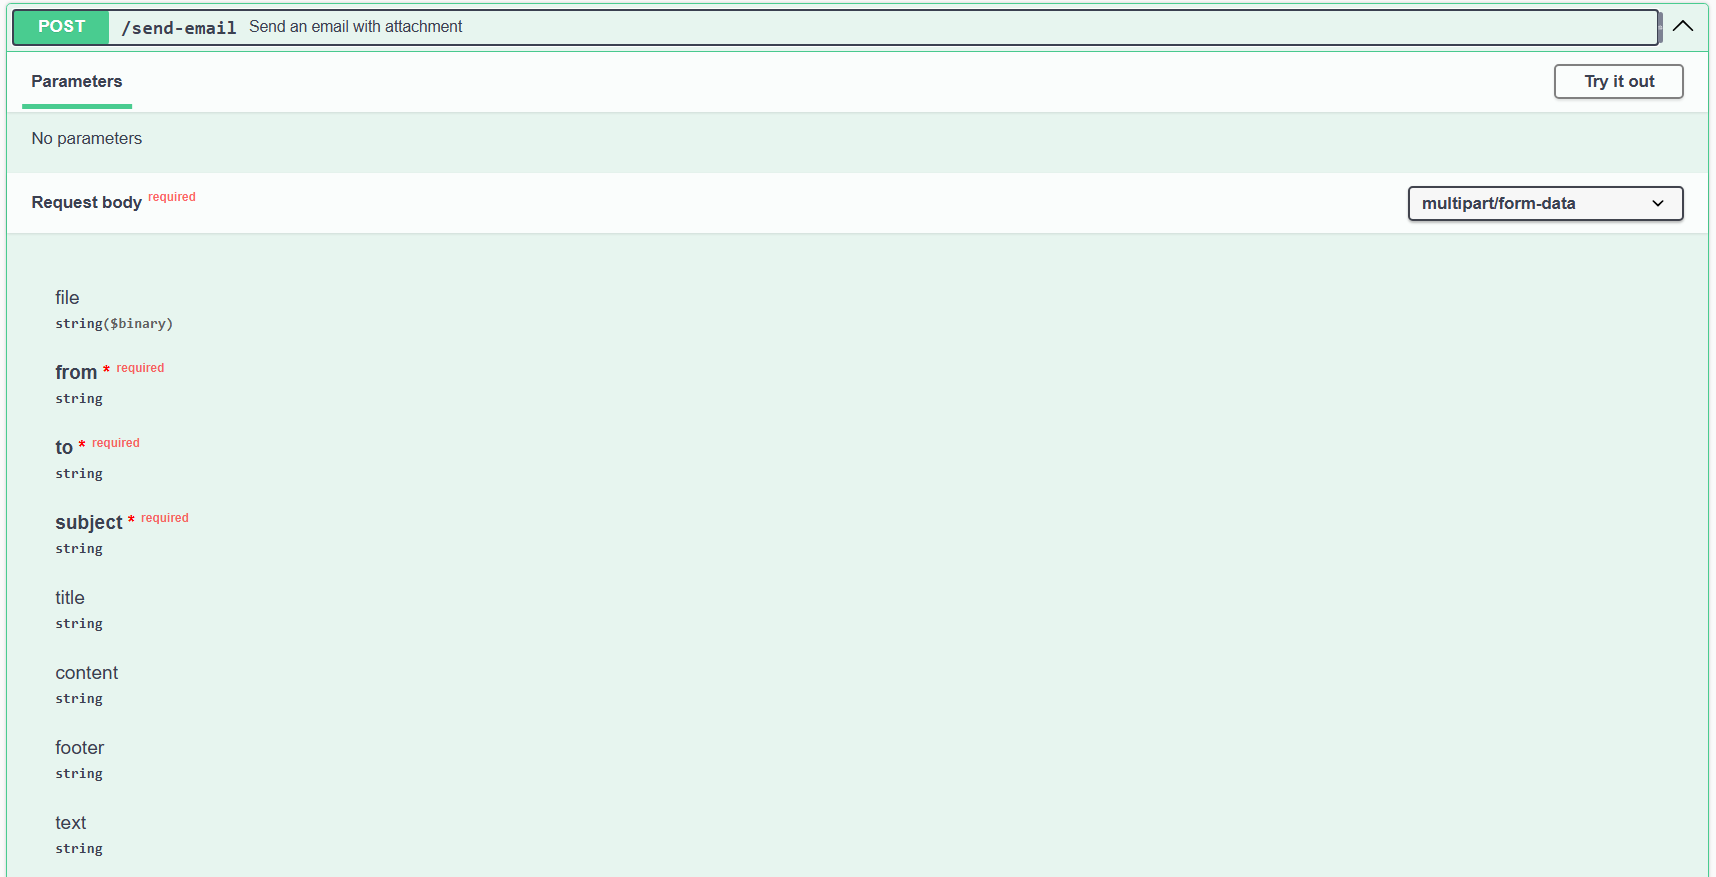 POST /send-email Send an email with attachment
Parameters
Try it out
No parameters
Request body required
multipart/form-data
file
string($binary)
from * required
string
to * required
string
subject * required
string
title
string
content
string
footer
string
text
string